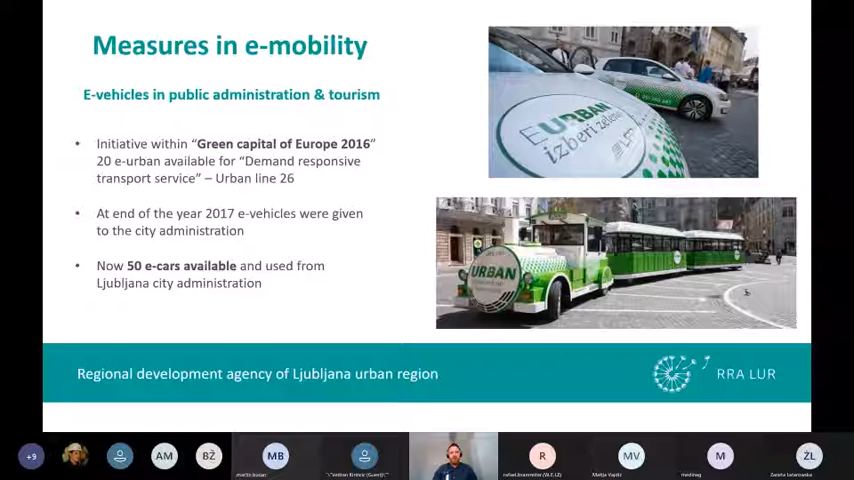 Measures in e-mobility
E-vehicles in public administration & tourism
• Initiative within “Green capital of Europe 2016”
20 e-urban available for “Demand responsive
transport service” – Urban line 26
• At end of the year 2017 e-vehicles were given
to the city administration
• Now 50 e-cars available and used from
Ljubljana city administration
EURBAN
izberi zeleno
URBAN
Regional development agency of Ljubljana urban region
RRA LUR
+9
AM
BŽ
MB
R
MV
M
ŽL